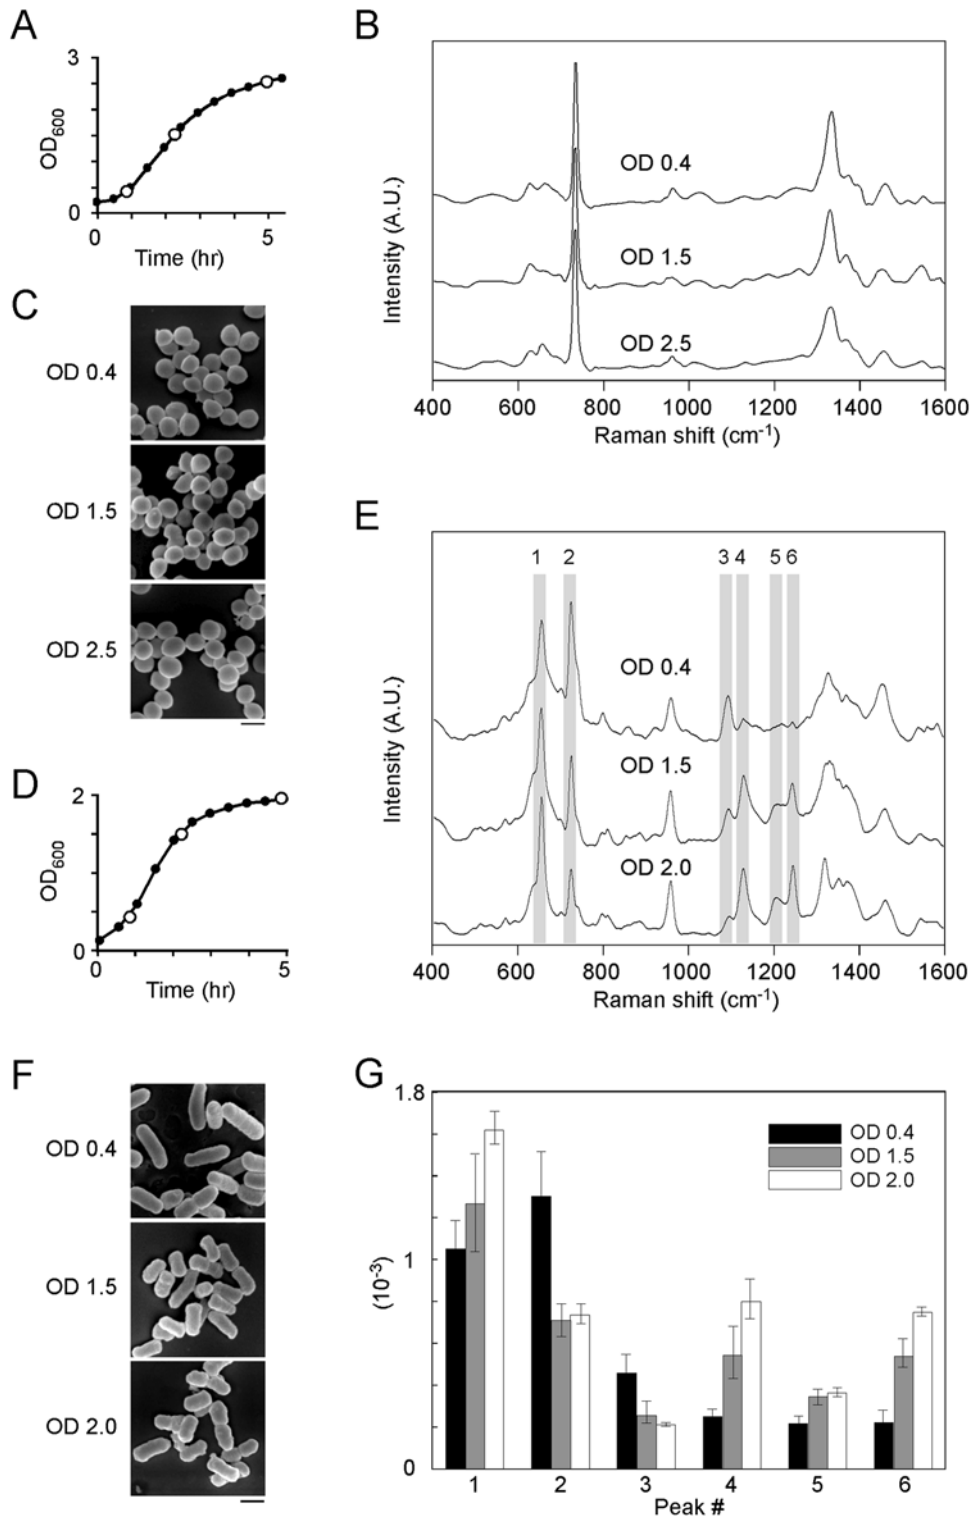 A
3
OD600
0
0
5
Time (hr)
B
Intensity (A.U.)
OD 0.4
OD 1.5
OD 2.5
400
600
800
1000
1200
1400
1600
Raman shift (cm-1)
C
OD 0.4
OD 1.5
OD 2.5
D
2
OD600
0
0
5
Time (hr)
E
1
2
3
4
5
6
Intensity (A.U.)
OD 0.4
OD 1.5
OD 2.0
400
600
800
1000
1200
1400
1600
Raman shift (cm-1)
F
OD 0.4
OD 1.5
OD 2.0
G
1.8
1
0
(10-3)
OD 0.4
OD 1.5
OD 2.0
1
2
3
4
5
6
Peak #